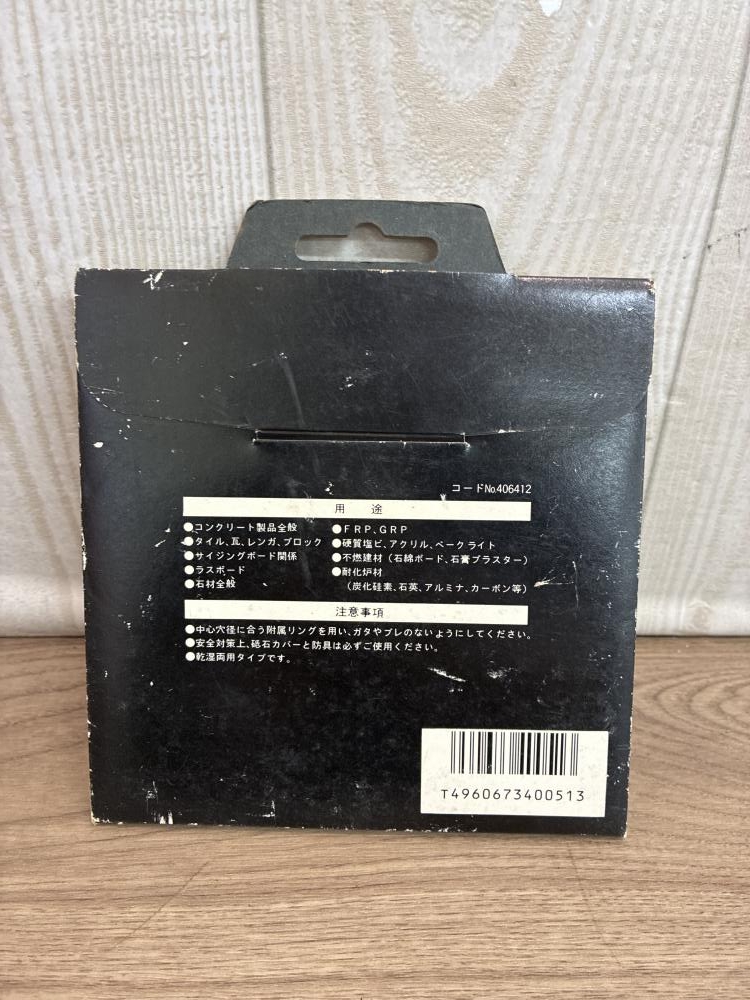 コードNo.406412
用途
●コンクリート製品全般
●タイル、瓦、レンガ、ブロック
●サイジングボード関係
●ラスボード
●石材全般
●FRP、GRP
●硬質塩ビ、アクリル、ベークライト
●不燃建材（石綿ボード、石膏プラスター）
●耐化炉材
（炭化硅素、石英、アルミナ、カーボン等）
注意事項
●中心穴径に合う附属リングを用い、ガタやブレのないようにしてください。
●安全対策上、砥石カバーと防具は必ずご使用ください。
●乾湿両用タイプです。
T4960673400513